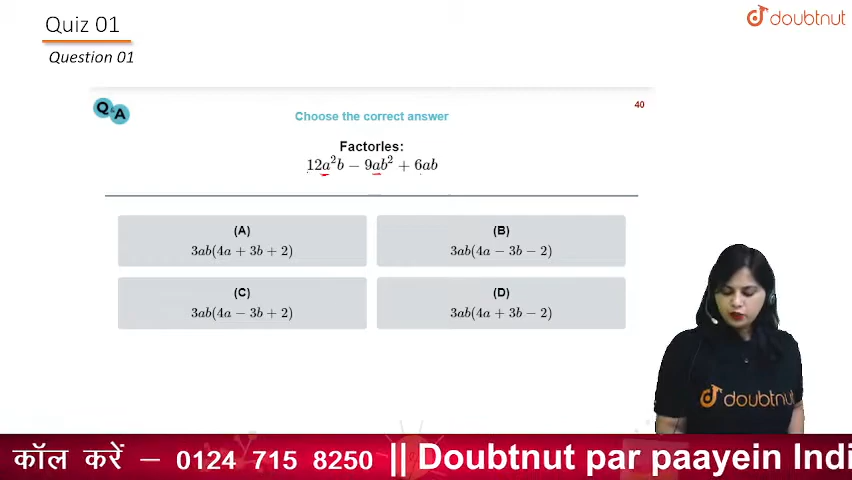 Quiz 01
doubtnut
Question 01
Q & A
40
Choose the correct answer
Factories:
12a²b − 9ab² + 6ab
(A)
3ab(4a + 3b + 2)
(B)
3ab(4a − 3b − 2)
(C)
3ab(4a − 3b + 2)
(D)
3ab(4a + 3b − 2)
doubtnut
कॉल करें – 0124 715 8250 || Doubtnut par paayein Indi